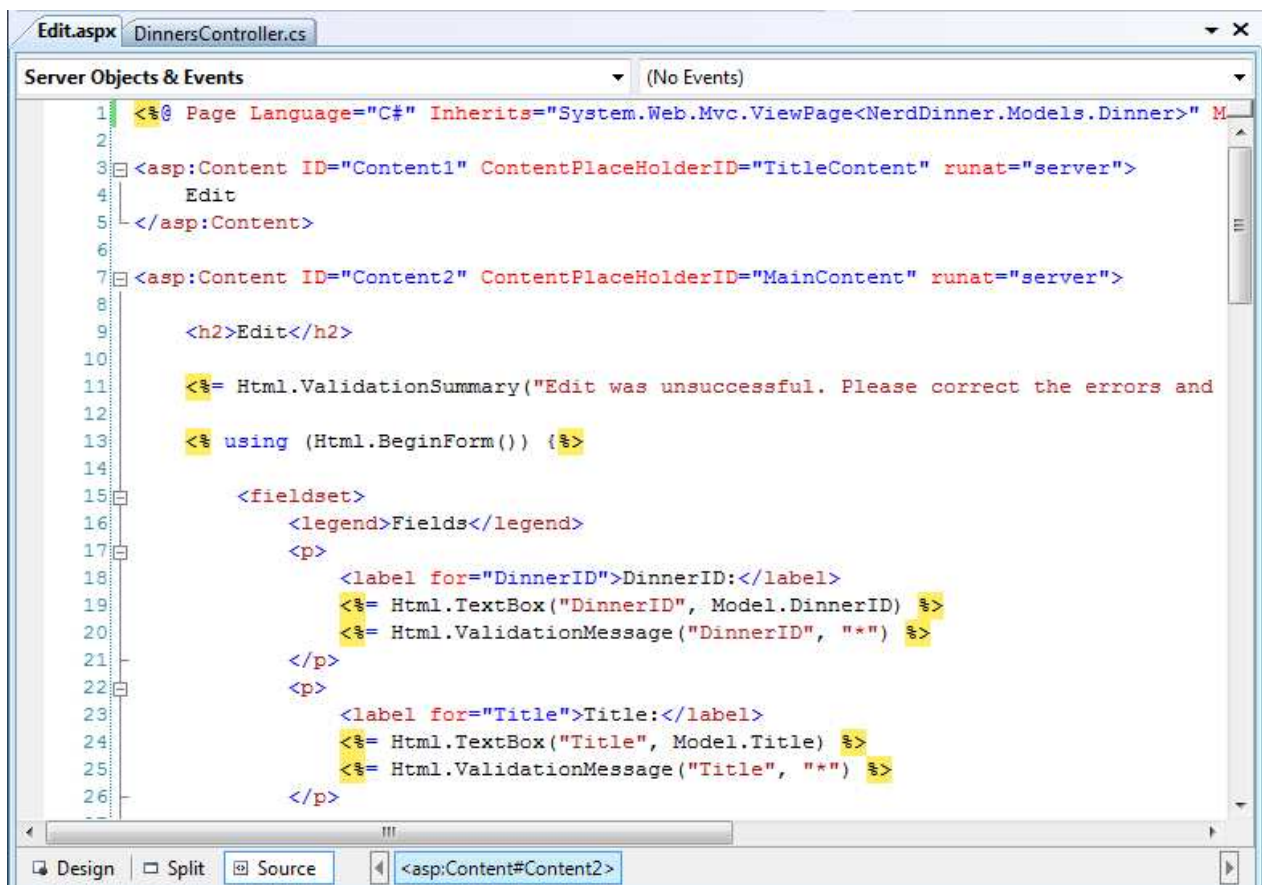 Edit.aspx DinnersController.cs
Server Objects & Events (No Events)
1 <%@ Page Language="C#" Inherits="System.Web.Mvc.ViewPage<NerdDinner.Models.Dinner>" M
2
3 <asp:Content ID="Content1" ContentPlaceHolderID="TitleContent" runat="server">
4 Edit
5 </asp:Content>
6
7 <asp:Content ID="Content2" ContentPlaceHolderID="MainContent" runat="server">
8
9 <h2>Edit</h2>
10
11 <%= Html.ValidationSummary("Edit was unsuccessful. Please correct the errors and
12
13 <% using (Html.BeginForm()) {%>
14
15 <fieldset>
16 <legend>Fields</legend>
17 <p>
18 <label for="DinnerID">DinnerID:</label>
19 <%= Html.TextBox("DinnerID", Model.DinnerID) %>
20 <%= Html.ValidationMessage("DinnerID", "*") %>
21 </p>
22 <p>
23 <label for="Title">Title:</label>
24 <%= Html.TextBox("Title", Model.Title) %>
25 <%= Html.ValidationMessage("Title", "*") %>
26 </p>
Design Split Source <asp:Content#Content2>